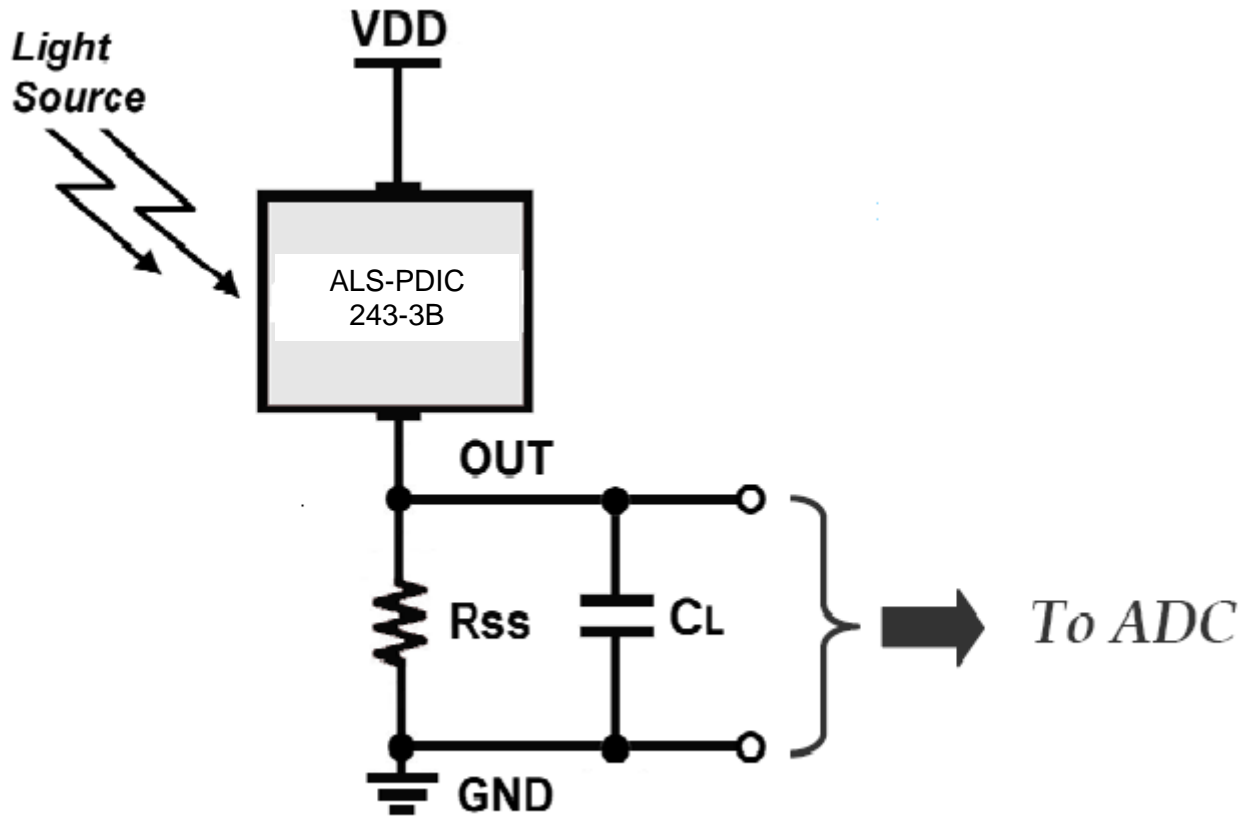 Light
Source
VDD
ALS-PDIC
243-3B
OUT
Rss
CL
To ADC
GND